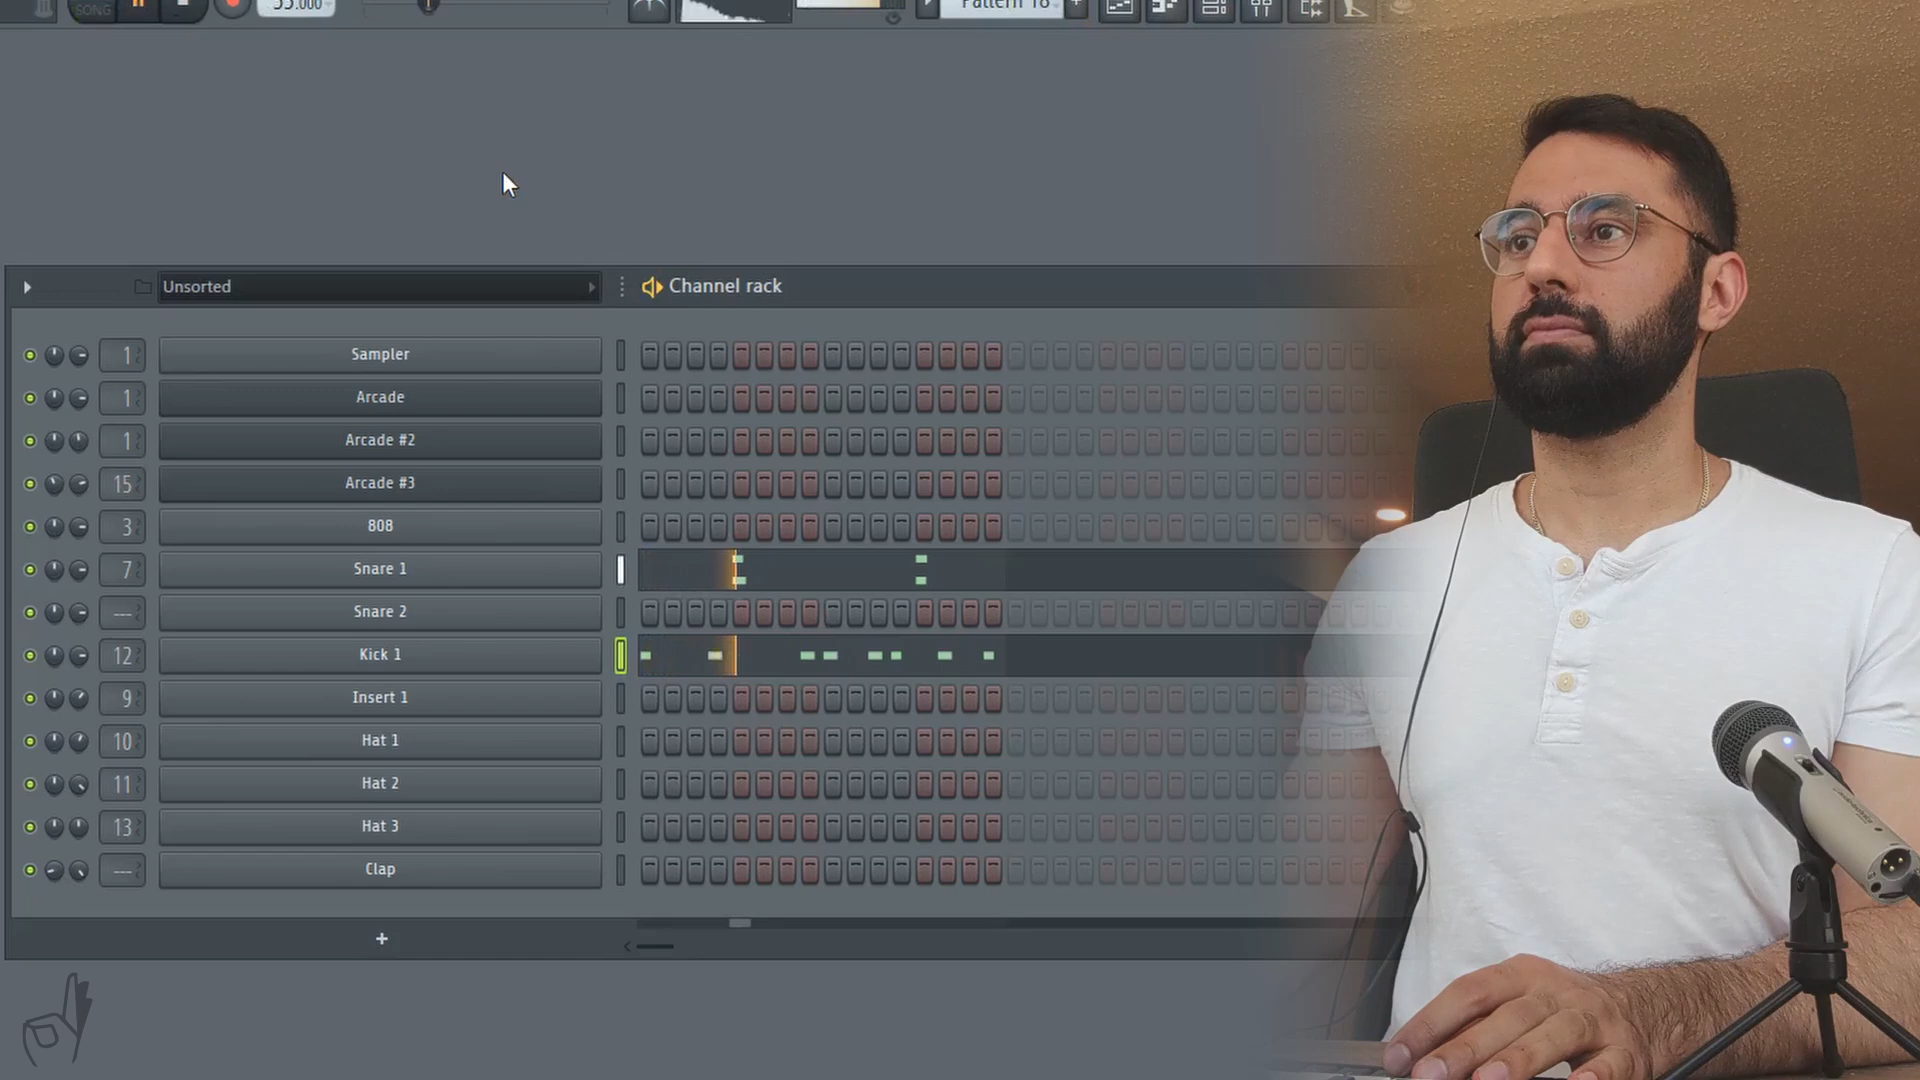 SONG
Pattern 18
Unsorted
Channel rack
1 Sampler
1 Arcade
1 Arcade #2
15 Arcade #3
3 808
7 Snare 1
--- Snare 2
12 Kick 1
9 Insert 1
10 Hat 1
11 Hat 2
13 Hat 3
--- Clap
+